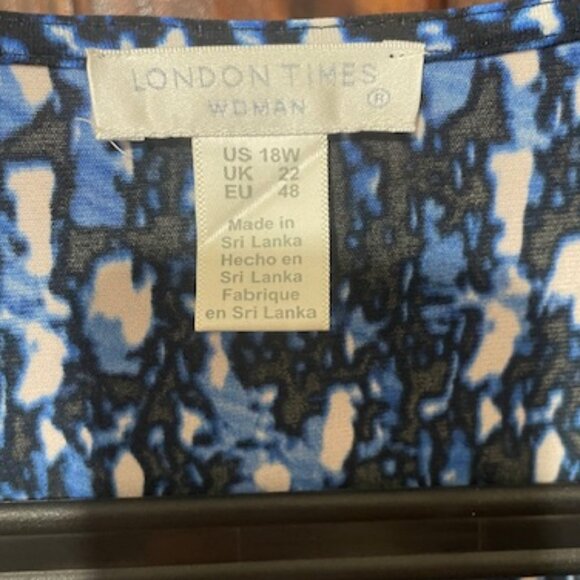 LONDON TIMES
WOMAN ®
US 18W
UK 22
EU 48
Made in
Sri Lanka
Hecho en
Sri Lanka
Fabrique
en Sri Lanka